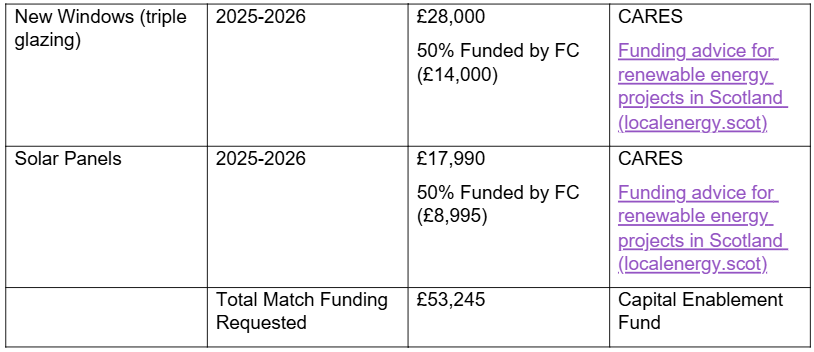 New Windows (triple
glazing)
2025-2026
£28,000
50% Funded by FC
(£14,000)
CARES
Funding advice for
renewable energy
projects in Scotland
(localenergy.scot)
Solar Panels
2025-2026
£17,990
50% Funded by FC
(£8,995)
CARES
Funding advice for
renewable energy
projects in Scotland
(localenergy.scot)
Total Match Funding
Requested
£53,245
Capital Enablement
Fund